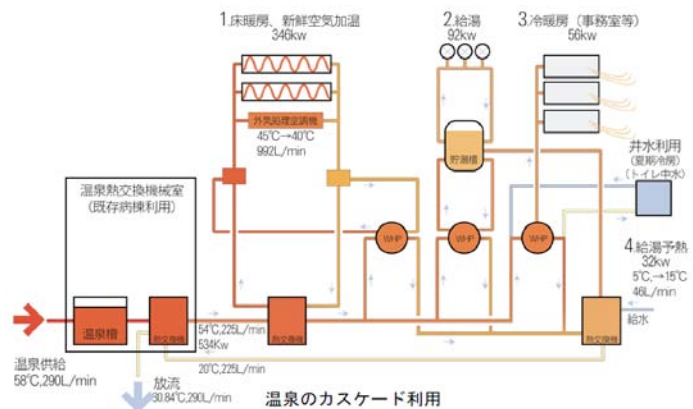 1.床暖房、新鮮空気加温
346kw
2.給湯
92kw
3.冷暖房(事務室等)
56kw
外気処理空調機
45℃→40℃
992L/min
貯湯槽
井水利用
(夏期冷房)
(トイレ中水)
温泉熱交換機械室
(既存病棟利用)
WHP
WHP
WHP
4.給湯予熱
32kw
5℃,→15℃
46L/min
給水
温泉槽
熱交換機
熱交換機
熱交換機
54℃,225L/min
534Kw
20℃,225L/min
温泉供給
58℃,290L/min
放流
30.84℃,290L/min
温泉のカスケード利用